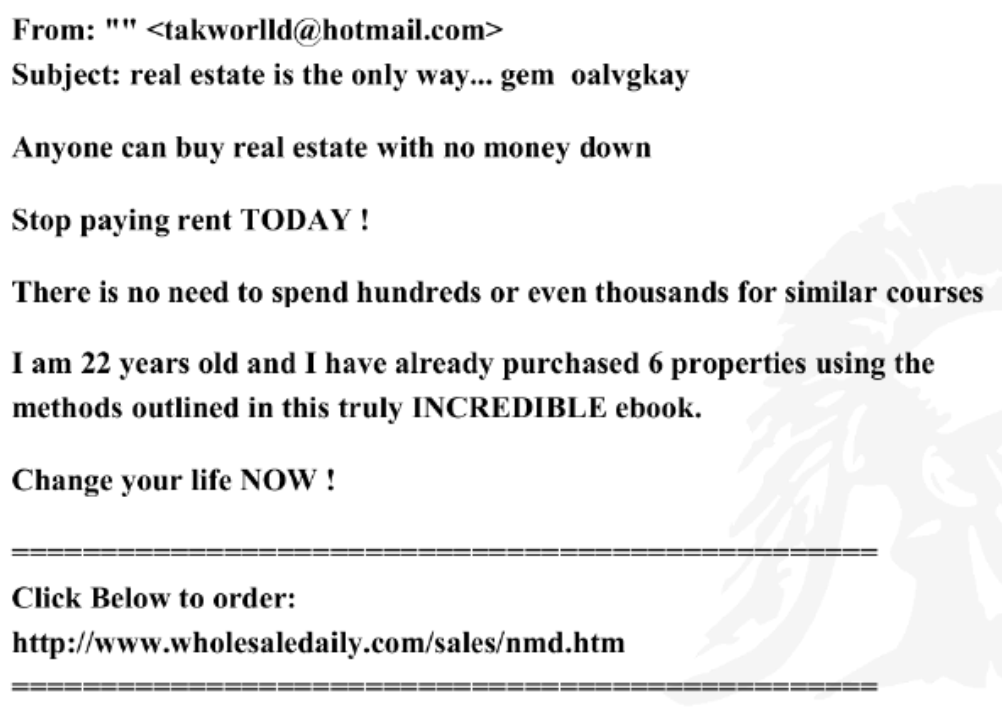 From: "" <takworlld@hotmail.com>
Subject: real estate is the only way... gem  oalvgkay
Anyone can buy real estate with no money down
Stop paying rent TODAY !
There is no need to spend hundreds or even thousands for similar courses
I am 22 years old and I have already purchased 6 properties using the
methods outlined in this truly INCREDIBLE ebook.
Change your life NOW !
=================================================
Click Below to order:
http://www.wholesaledaily.com/sales/nmd.htm
=================================================